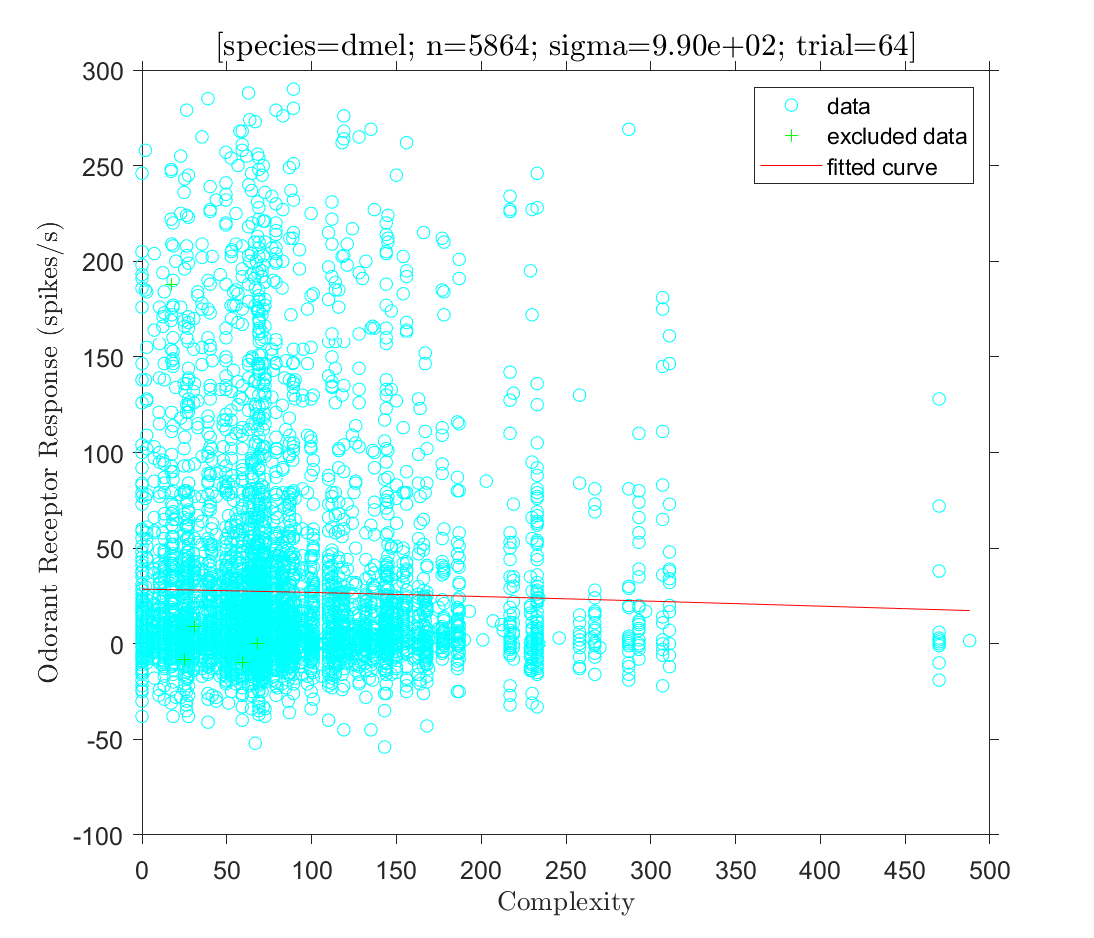 [species=dmel; n=5864; sigma=9.90e+02; trial=64]
300
250
200
150
100
50
0
-50
-100
Odorant Receptor Response (spikes/s)
data
excluded data
fitted curve
0 50 100 150 200 250 300 350 400 450 500
Complexity